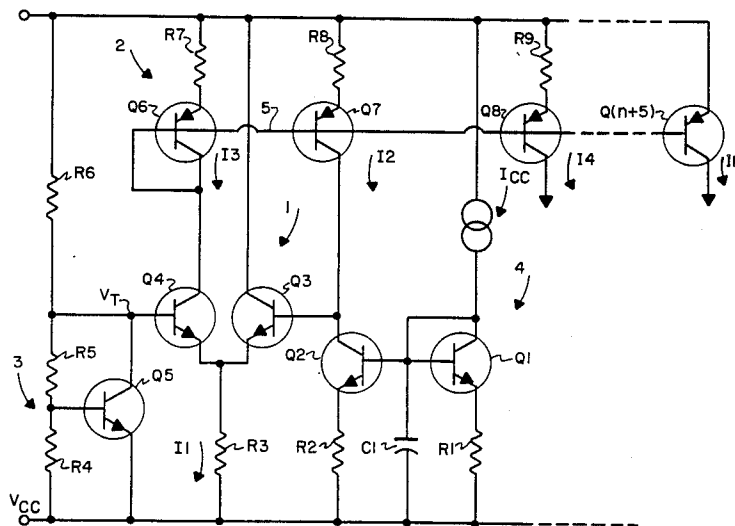 R7
R8
R9
2
Q6
5
Q7
Q8
Q(n+5)
I3
I2
I4
R6
ICC
1
Q4
Q3
4
VT
R5
Q5
Q2
Q1
3
I1
R3
R2
C1
R1
R4
VCC